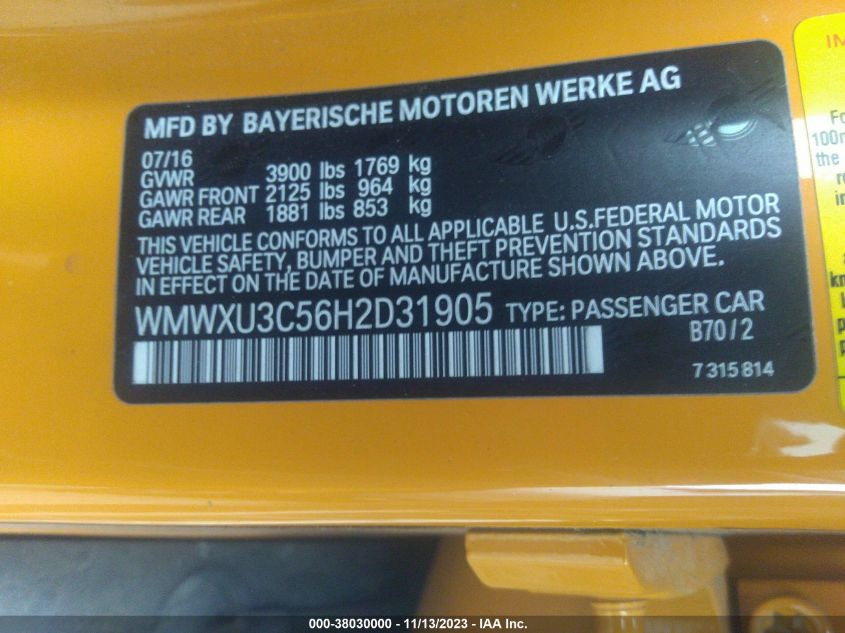 MFD BY BAYERISCHE MOTOREN WERKE AG
07/16
GVWR 3900 lbs 1769 kg
GAWR FRONT 2125 lbs 964 kg
GAWR REAR 1881 lbs 853 kg
THIS VEHICLE CONFORMS TO ALL APPLICABLE U.S.FEDERAL MOTOR
VEHICLE SAFETY, BUMPER AND THEFT PREVENTION STANDARDS
IN EFFECT ON THE DATE OF MANUFACTURE SHOWN ABOVE.
WMWXU3C56H2D31905 TYPE: PASSENGER CAR
B70/2
7 315 814
100
the
in
000-38030000 - 11/13/2023 - IAA Inc.